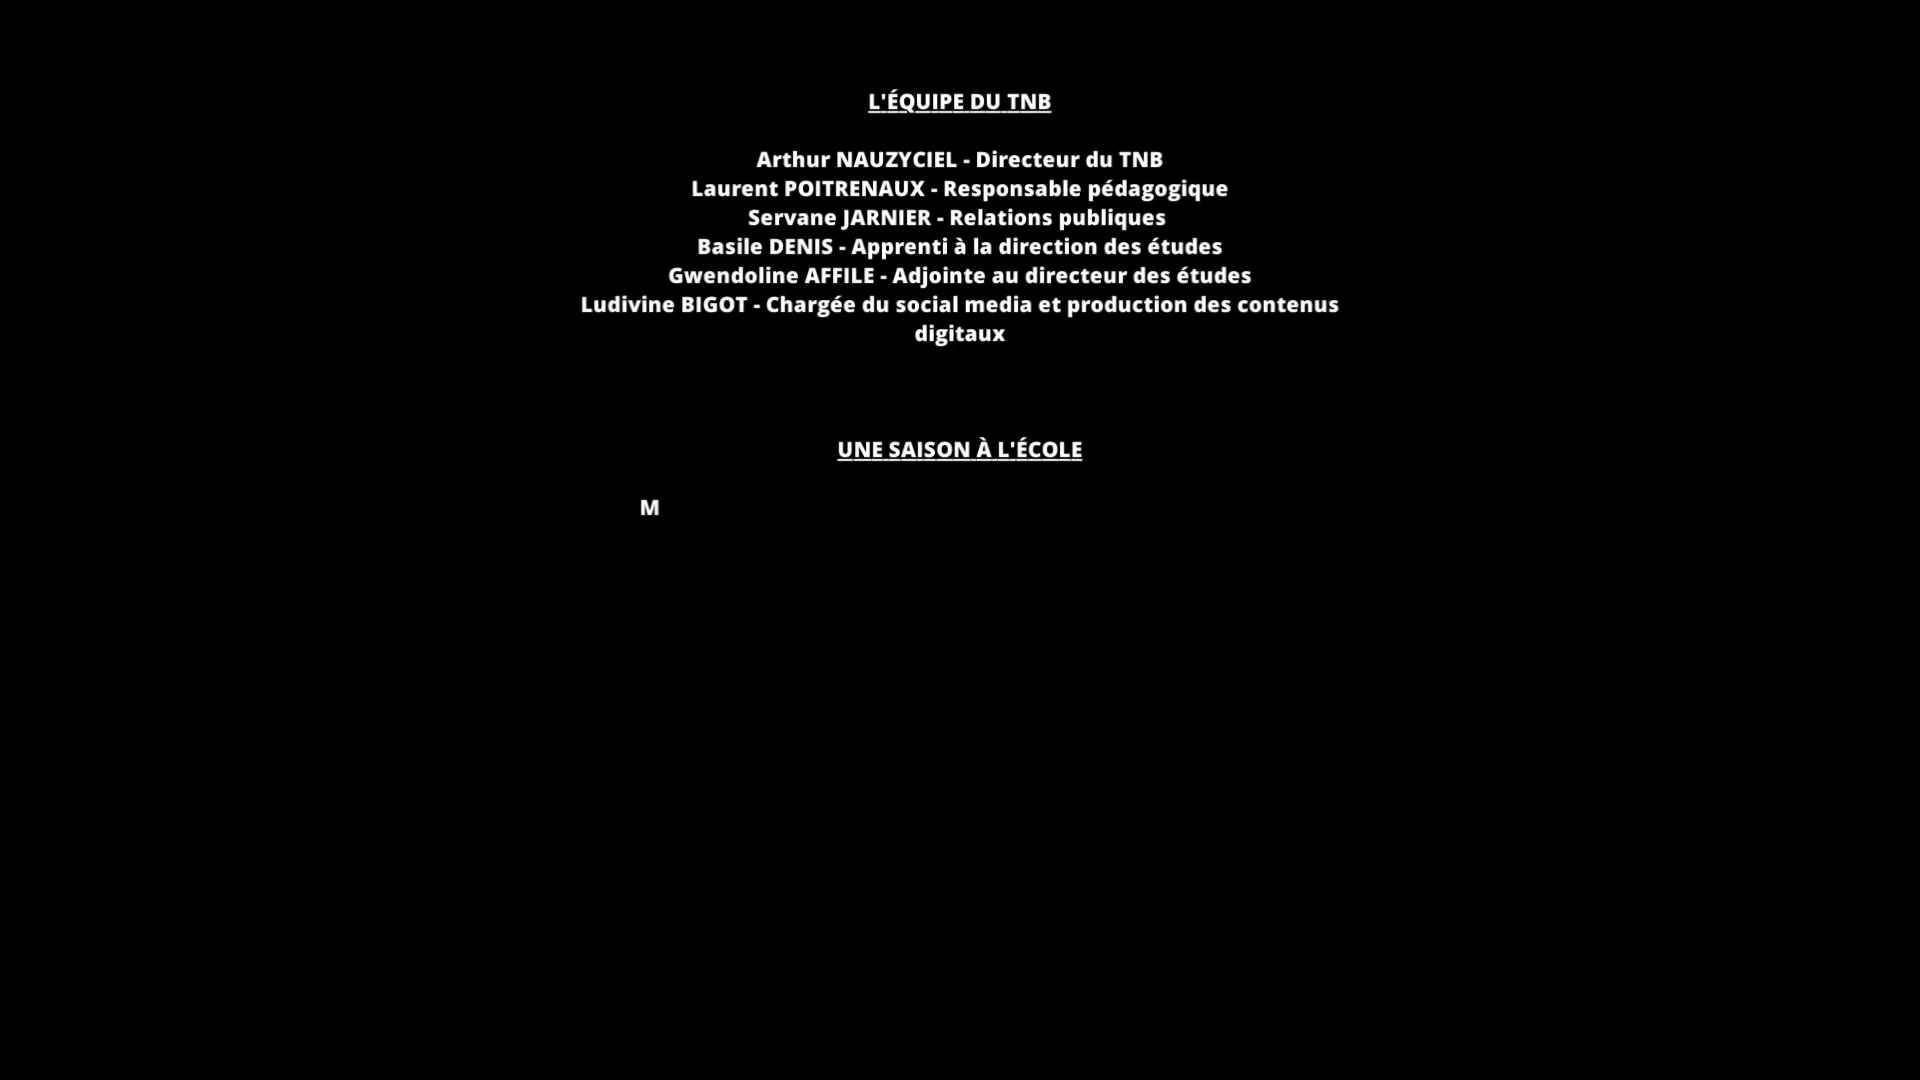 L'ÉQUIPE DU TNB
Arthur NAUZYCIEL - Directeur du TNB
Laurent POITRENAUX - Responsable pédagogique
Servane JARNIER - Relations publiques
Basile DENIS - Apprenti à la direction des études
Gwendoline AFFILE - Adjointe au directeur des études
Ludivine BIGOT - Chargée du social media et production des contenus
digitaux
UNE SAISON À L'ÉCOLE
M